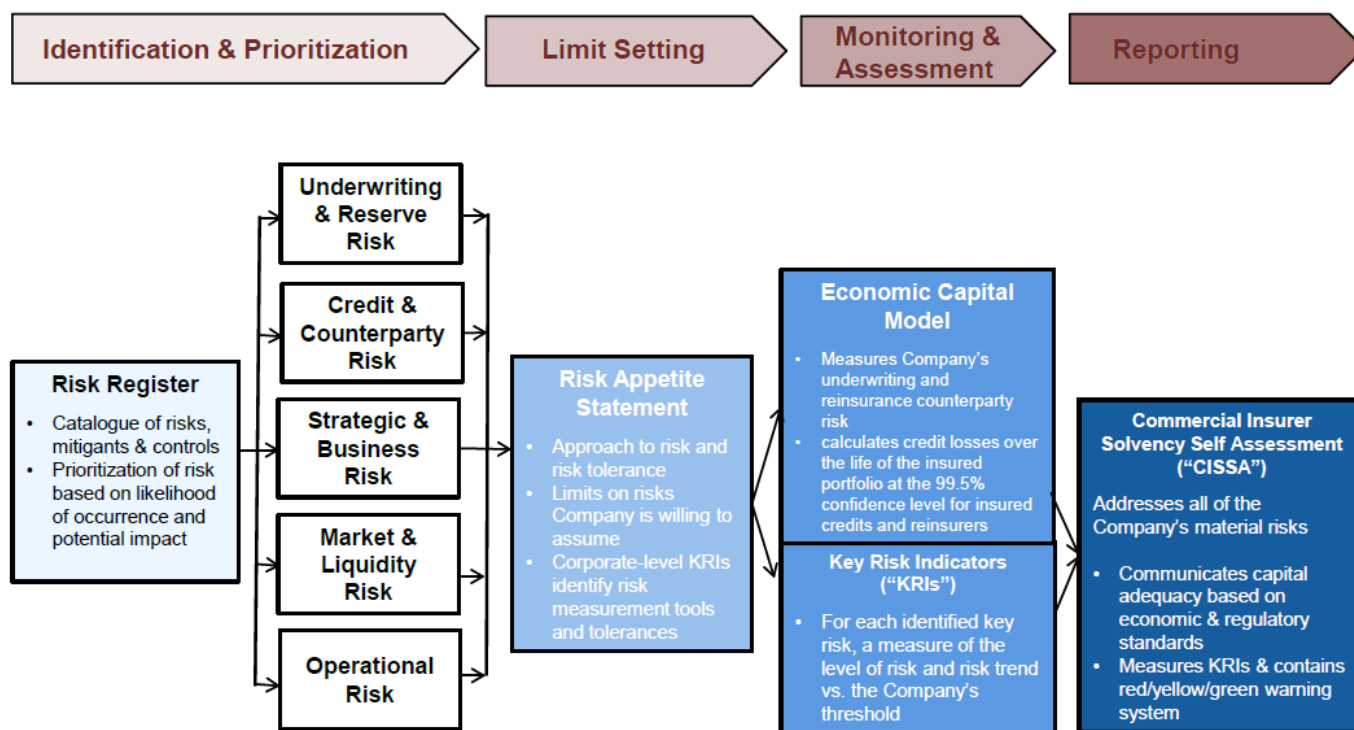 Identification & Prioritization
Limit Setting
Monitoring &
Assessment
Reporting
Risk Register
• Catalogue of risks,
mitigants & controls
• Prioritization of risk
based on likelihood
of occurrence and
potential impact
Underwriting
& Reserve
Risk
Credit &
Counterparty
Risk
Strategic &
Business
Risk
Market &
Liquidity
Risk
Operational
Risk
Risk Appetite
Statement
• Approach to risk and
risk tolerance
• Limits on risks
Company is willing to
assume
• Corporate-level KRIs
identify risk
measurement tools
and tolerances
Economic Capital
Model
• Measures Company's
underwriting and
reinsurance counterparty
risk
• calculates credit losses over
the life of the insured
portfolio at the 99.5%
confidence level for insured
credits and reinsurers
Key Risk Indicators
("KRIs")
• For each identified key
risk, a measure of the
level of risk and risk trend
vs. the Company's
threshold
Commercial Insurer
Solvency Self Assessment
("CISSA")
Addresses all of the
Company's material risks
• Communicates capital
adequacy based on
economic & regulatory
standards
• Measures KRIs & contains
red/yellow/green warning
system